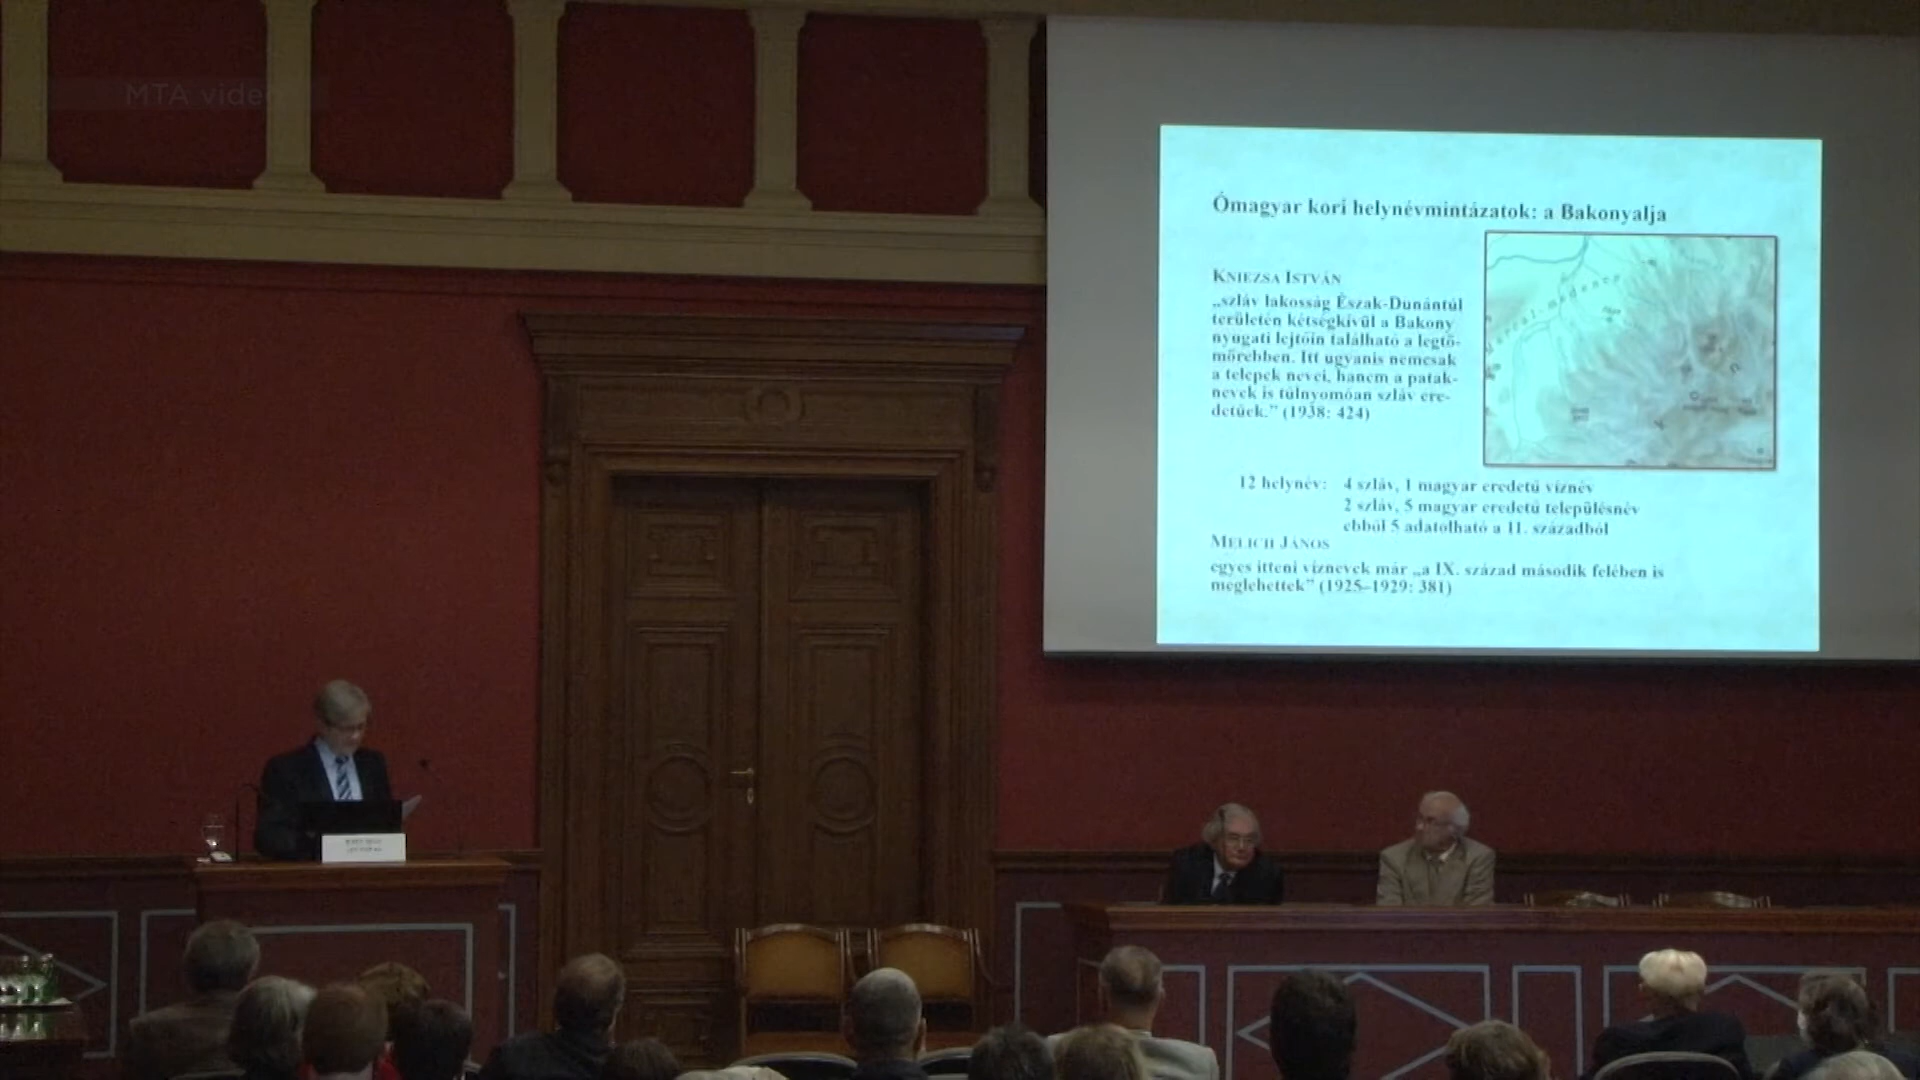 MTA video
Ómagyar kori helynévmintázatok: a Bakonyalja
KNIEZSA ISTVÁN
„szláv lakosság Észak-Dunántúl
területén kétségkívül a Bakony
nyugati lejtőin található a legtö-
mörebben. Itt ugyanis nemcsak
a telepek nevei, hanem a patak-
nevek is túlnyomóan szláv ere-
detűek.” (1938: 424)
12 helynév: 4 szláv, 1 magyar eredetű víznév
2 szláv, 5 magyar eredetű településnév
ebből 5 adatolható a 11. századból
MELICH JÁNOS
egyes itteni víznevek már „a IX. század második felében is
meglehettek” (1925–1929: 381)